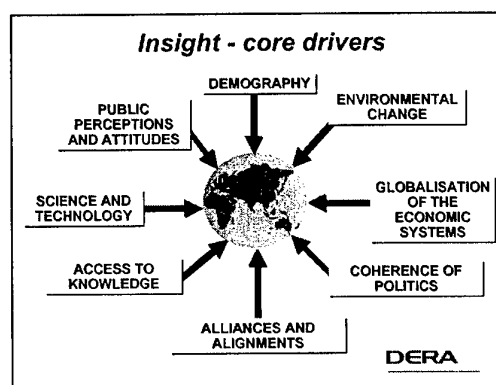 Insight - core drivers
DEMOGRAPHY
PUBLIC
PERCEPTIONS
AND ATTITUDES
ENVIRONMENTAL
CHANGE
SCIENCE AND
TECHNOLOGY
GLOBALISATION
OF THE
ECONOMIC
SYSTEMS
ACCESS TO
KNOWLEDGE
COHERENCE OF
POLITICS
ALLIANCES AND
ALIGNMENTS
DERA